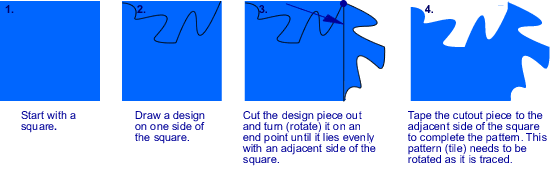 1.
2.
3.
4.
Start with a
square.
Draw a design
on one side of
the square.
Cut the design piece out
and turn (rotate) it on an
end point until it lies evenly
with an adjacent side of the
square.
Tape the cutout piece to the
adjacent side of the square
to complete the pattern. This
pattern (tile) needs to be
rotated as it is traced.